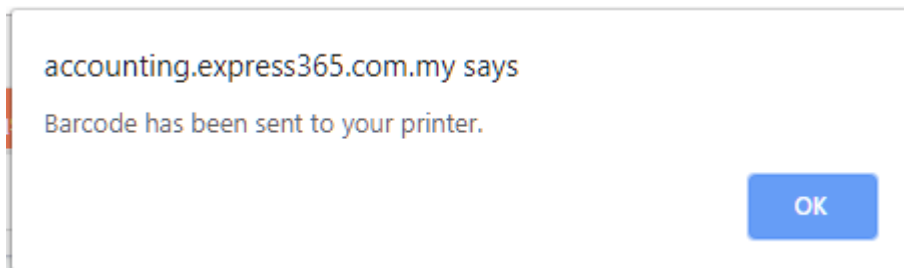 accounting.express365.com.my says
Barcode has been sent to your printer.
OK